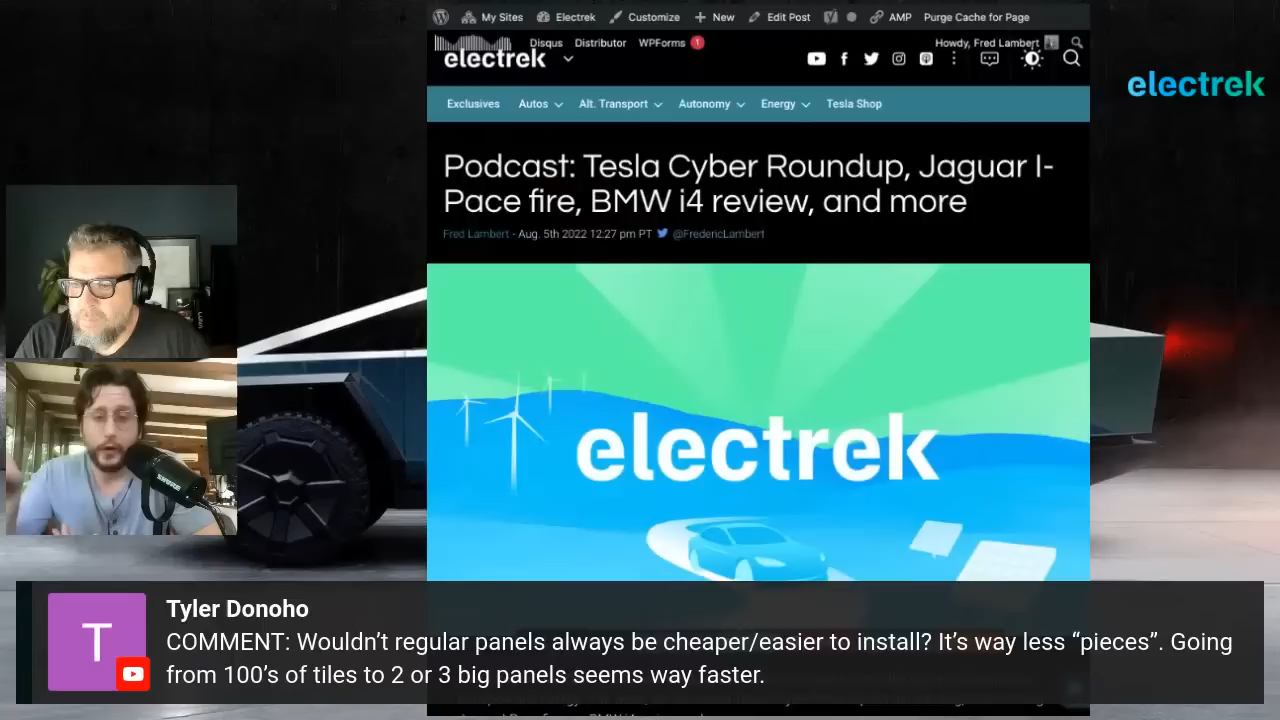 My Sites
Electrek
Customize
New
Edit Post
AMP
Purge Cache for Page
Disqus
Distributor
WPForms
1
Howdy, Fred Lambert
electrek
electrek
Exclusives
Autos
Alt. Transport
Autonomy
Energy
Tesla Shop
Podcast: Tesla Cyber Roundup, Jaguar I-
Pace fire, BMW i4 review, and more
Fred Lambert - Aug. 5th 2022 12:27 pm PT
@FredericLambert
electrek
SHURE
T
Tyler Donoho
COMMENT: Wouldn’t regular panels always be cheaper/easier to install? It’s way less “pieces”. Going
from 100’s of tiles to 2 or 3 big panels seems way faster.